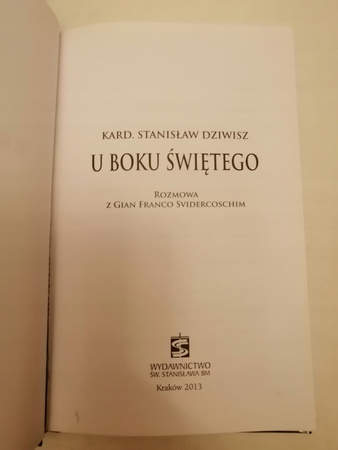 KARD. STANISŁAW DZIWISZ
U BOKU ŚWIĘTEGO
ROZMOWA
Z GIAN FRANCO SVIDERCOSCHIM
WYDAWNICTWO
ŚW. STANISŁAWA BM
Kraków 2013